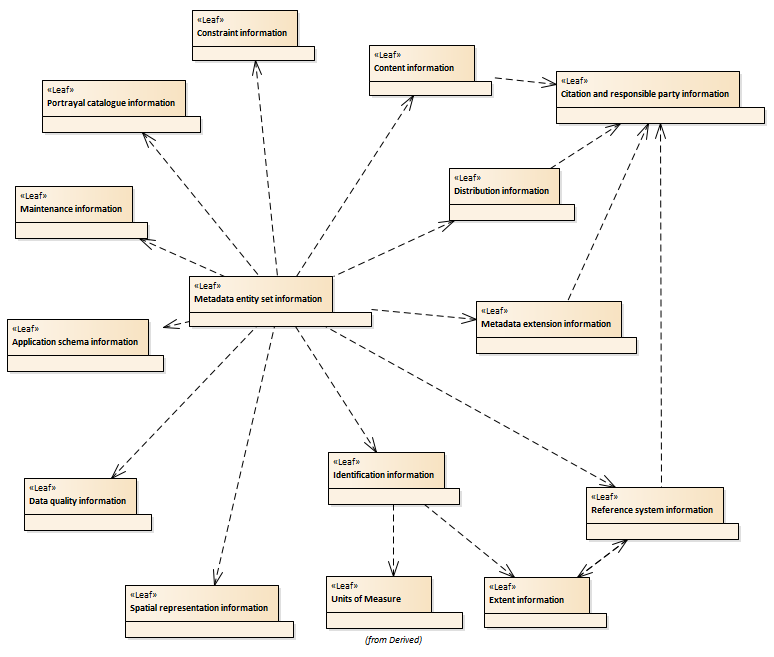 «Leaf»
Constraint information
«Leaf»
Content information
«Leaf»
Citation and responsible party information
«Leaf»
Portrayal catalogue information
«Leaf»
Distribution information
«Leaf»
Maintenance information
«Leaf»
Metadata entity set information
«Leaf»
Metadata extension information
«Leaf»
Application schema information
«Leaf»
Identification information
«Leaf»
Data quality information
«Leaf»
Reference system information
«Leaf»
Spatial representation information
«Leaf»
Units of Measure
(from Derived)
«Leaf»
Extent information